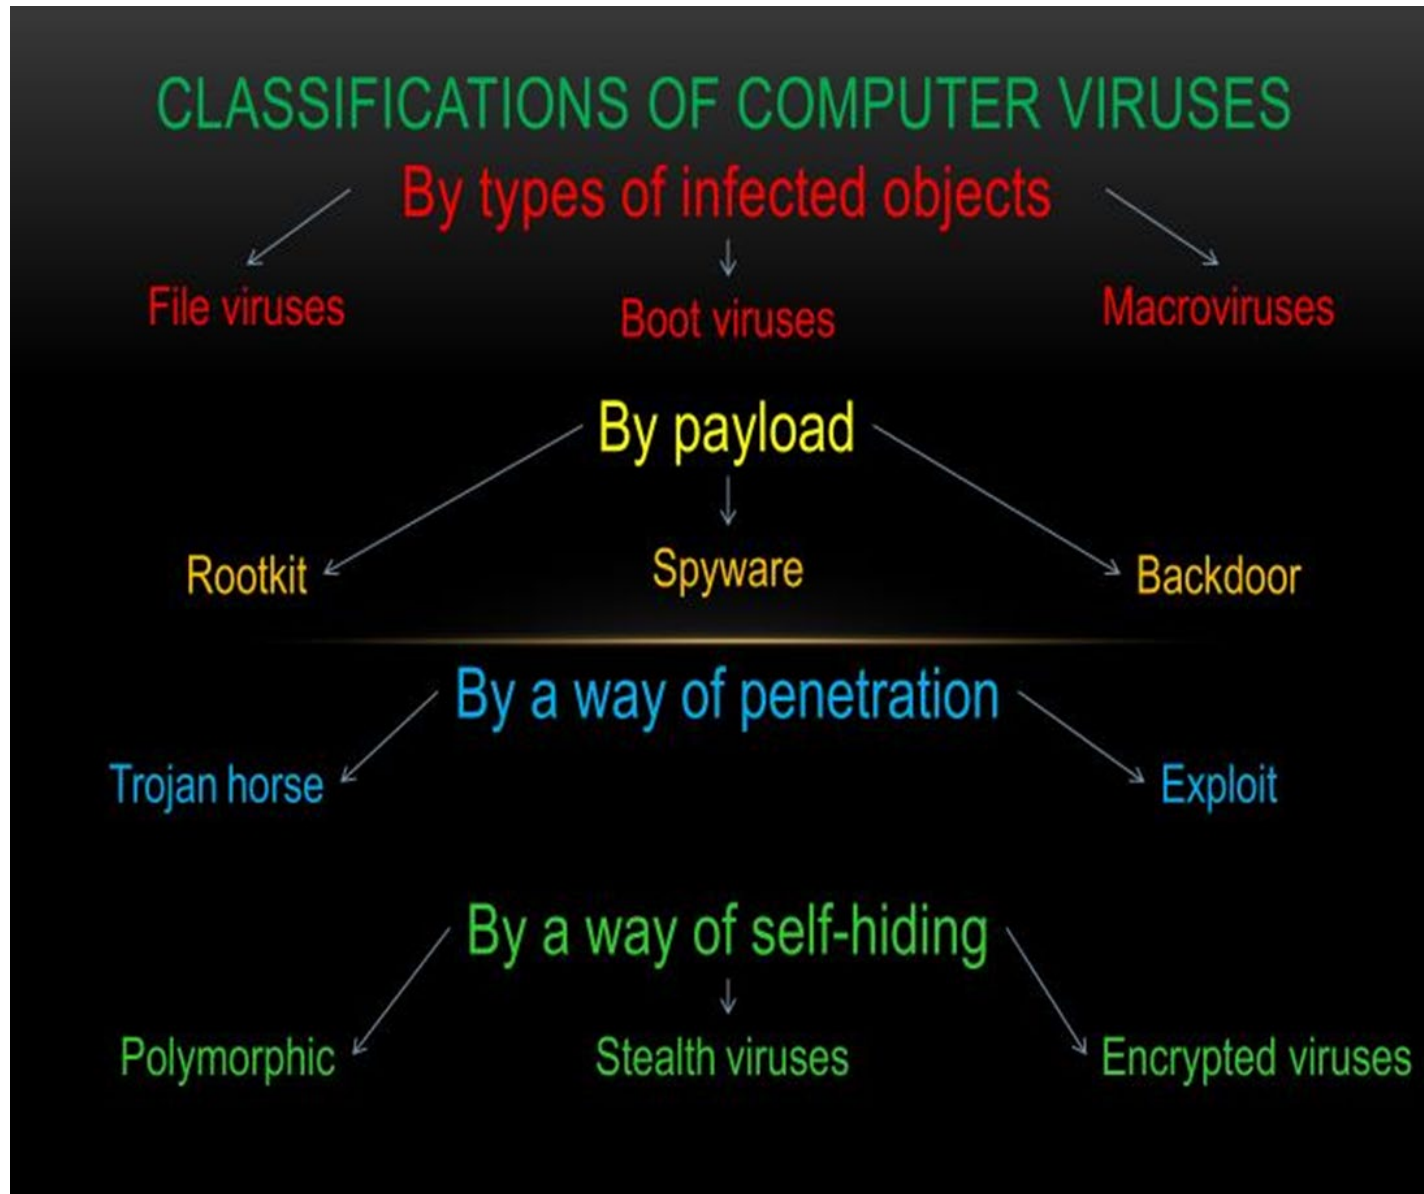 CLASSIFICATIONS OF COMPUTER VIRUSES
By types of infected objects
File viruses
Boot viruses
Macroviruses
By payload
Rootkit
Spyware
Backdoor
By a way of penetration
Trojan horse
Exploit
By a way of self-hiding
Polymorphic
Stealth viruses
Encrypted viruses